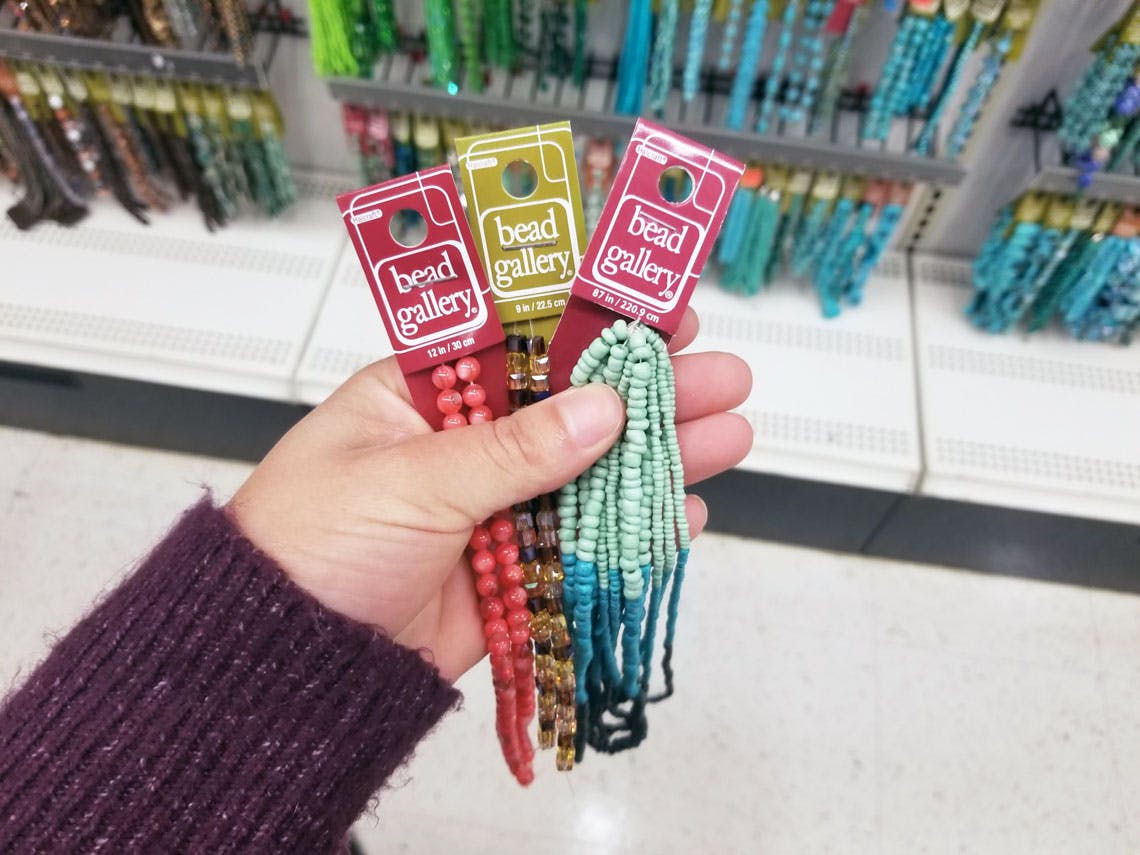 bead
gallery®
12 in / 30 cm
bead
gallery®
9 in / 22.5 cm
bead
gallery®
87 in / 220.9 cm